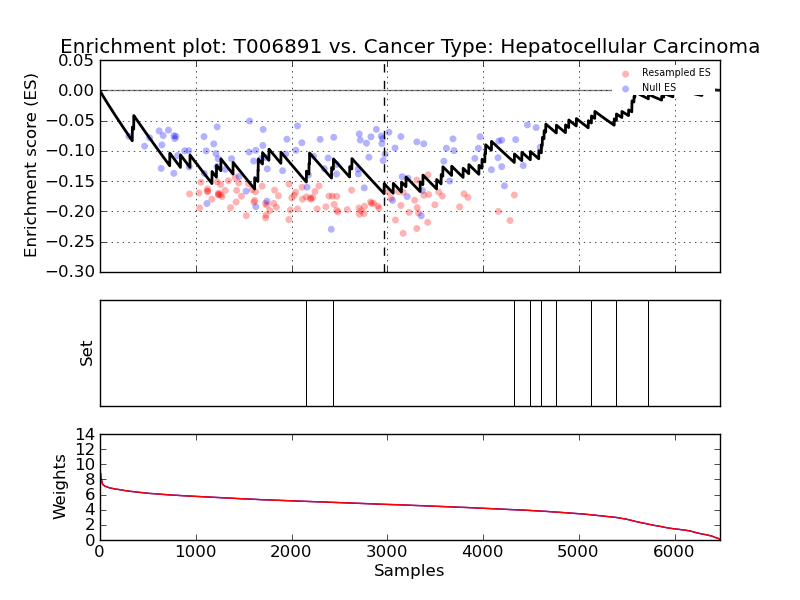 Enrichment plot: T006891 vs. Cancer Type: Hepatocellular Carcinoma
Enrichment score (ES)
0.05
0.00
−0.05
−0.10
−0.15
−0.20
−0.25
−0.30
Resampled ES
Null ES
Set
Weights
14
12
10
8
6
4
2
0
0 1000 2000 3000 4000 5000 6000
Samples